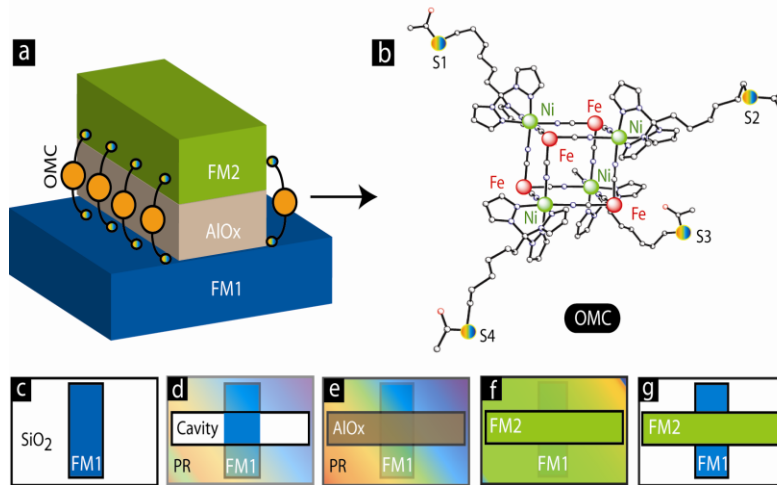 a
OMC
FM2
AlOx
FM1
b
S1
S2
Ni
Fe
Ni
Fe
Ni
Fe
Ni
Fe
S3
S4
OMC
c
SiO2
FM1
d
Cavity
PR
FM1
e
AlOx
PR
FM1
f
FM2
FM1
g
FM2
FM1